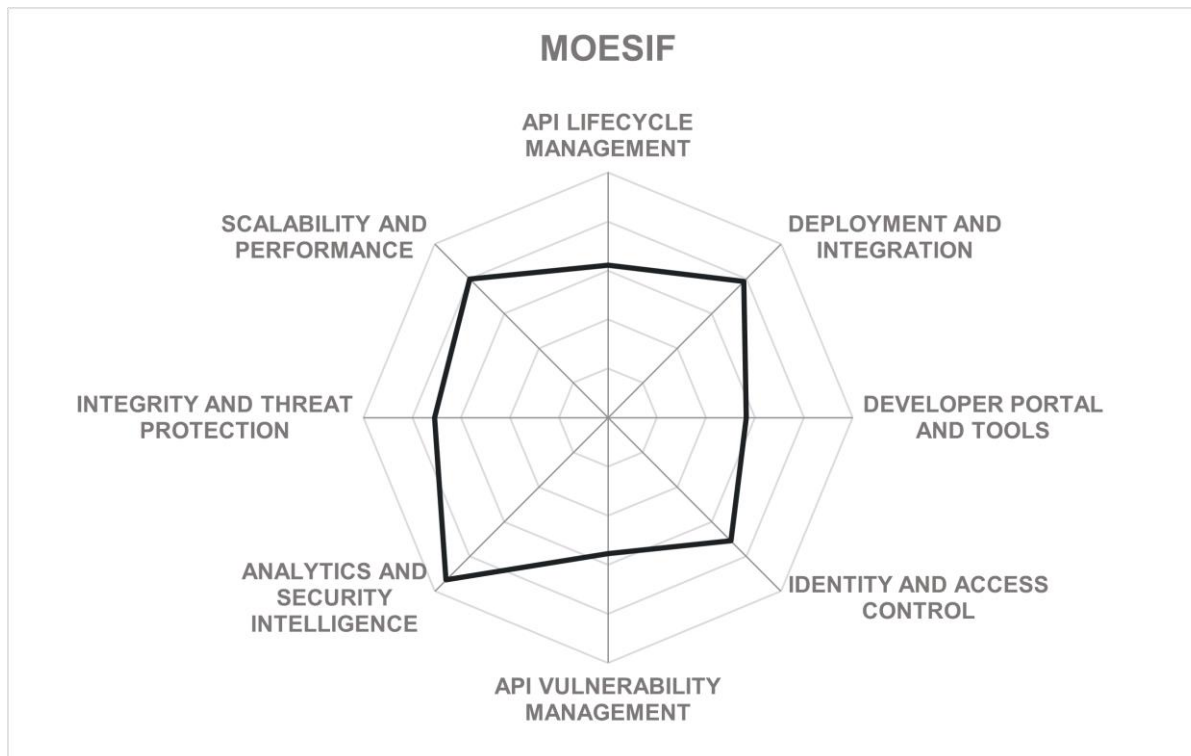 MOESIF
API LIFECYCLE
MANAGEMENT
SCALABILITY AND
PERFORMANCE
DEPLOYMENT AND
INTEGRATION
INTEGRITY AND THREAT
PROTECTION
DEVELOPER PORTAL
AND TOOLS
ANALYTICS AND
SECURITY
INTELLIGENCE
IDENTITY AND ACCESS
CONTROL
API VULNERABILITY
MANAGEMENT